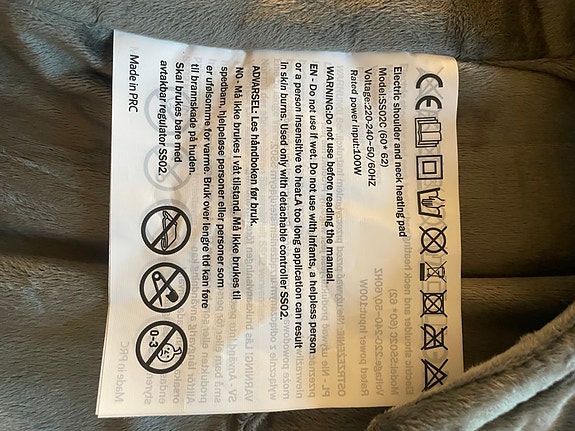 CE
Electric shoulder and neck heating pad
Model:SS02C (60* 62)
Voltage:220-240~50/60HZ
Rated power input:100W
WARNING:Do not use before reading the manual.
EN - Do not use if wet. Do not use with infants, a helpless person
or a person insensitive to heat.A too long application can result
in skin burns. Used only with detachable controller SS02.
ADVARSEL: Les håndboken før bruk.
NO- Må ikke brukes i våt tilstand. Må ikke brukes til
spedbarn, hjelpeløse personer eller personer som
er ufølsomme for varme. Bruk over lengre tid kan føre
til brannskade på huden.
Skal brukes bare med
avtakbar regulator SS02.
0-3
Made in PRC